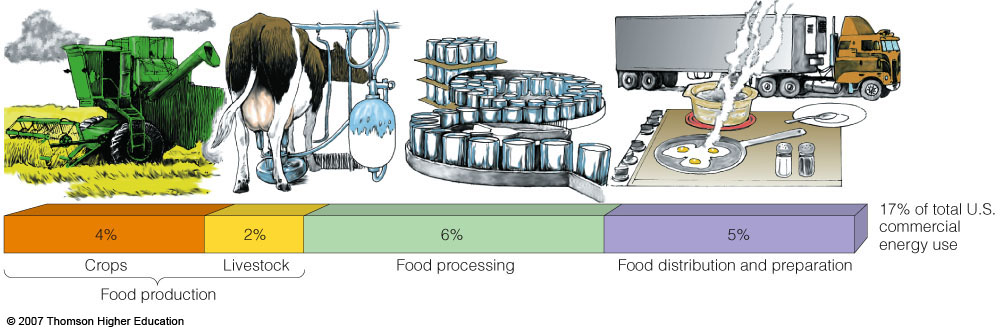 4%
2%
6%
5%
17% of total U.S.
commercial
energy use
Crops
Livestock
Food processing
Food distribution and preparation
Food production
© 2007 Thomson Higher Education